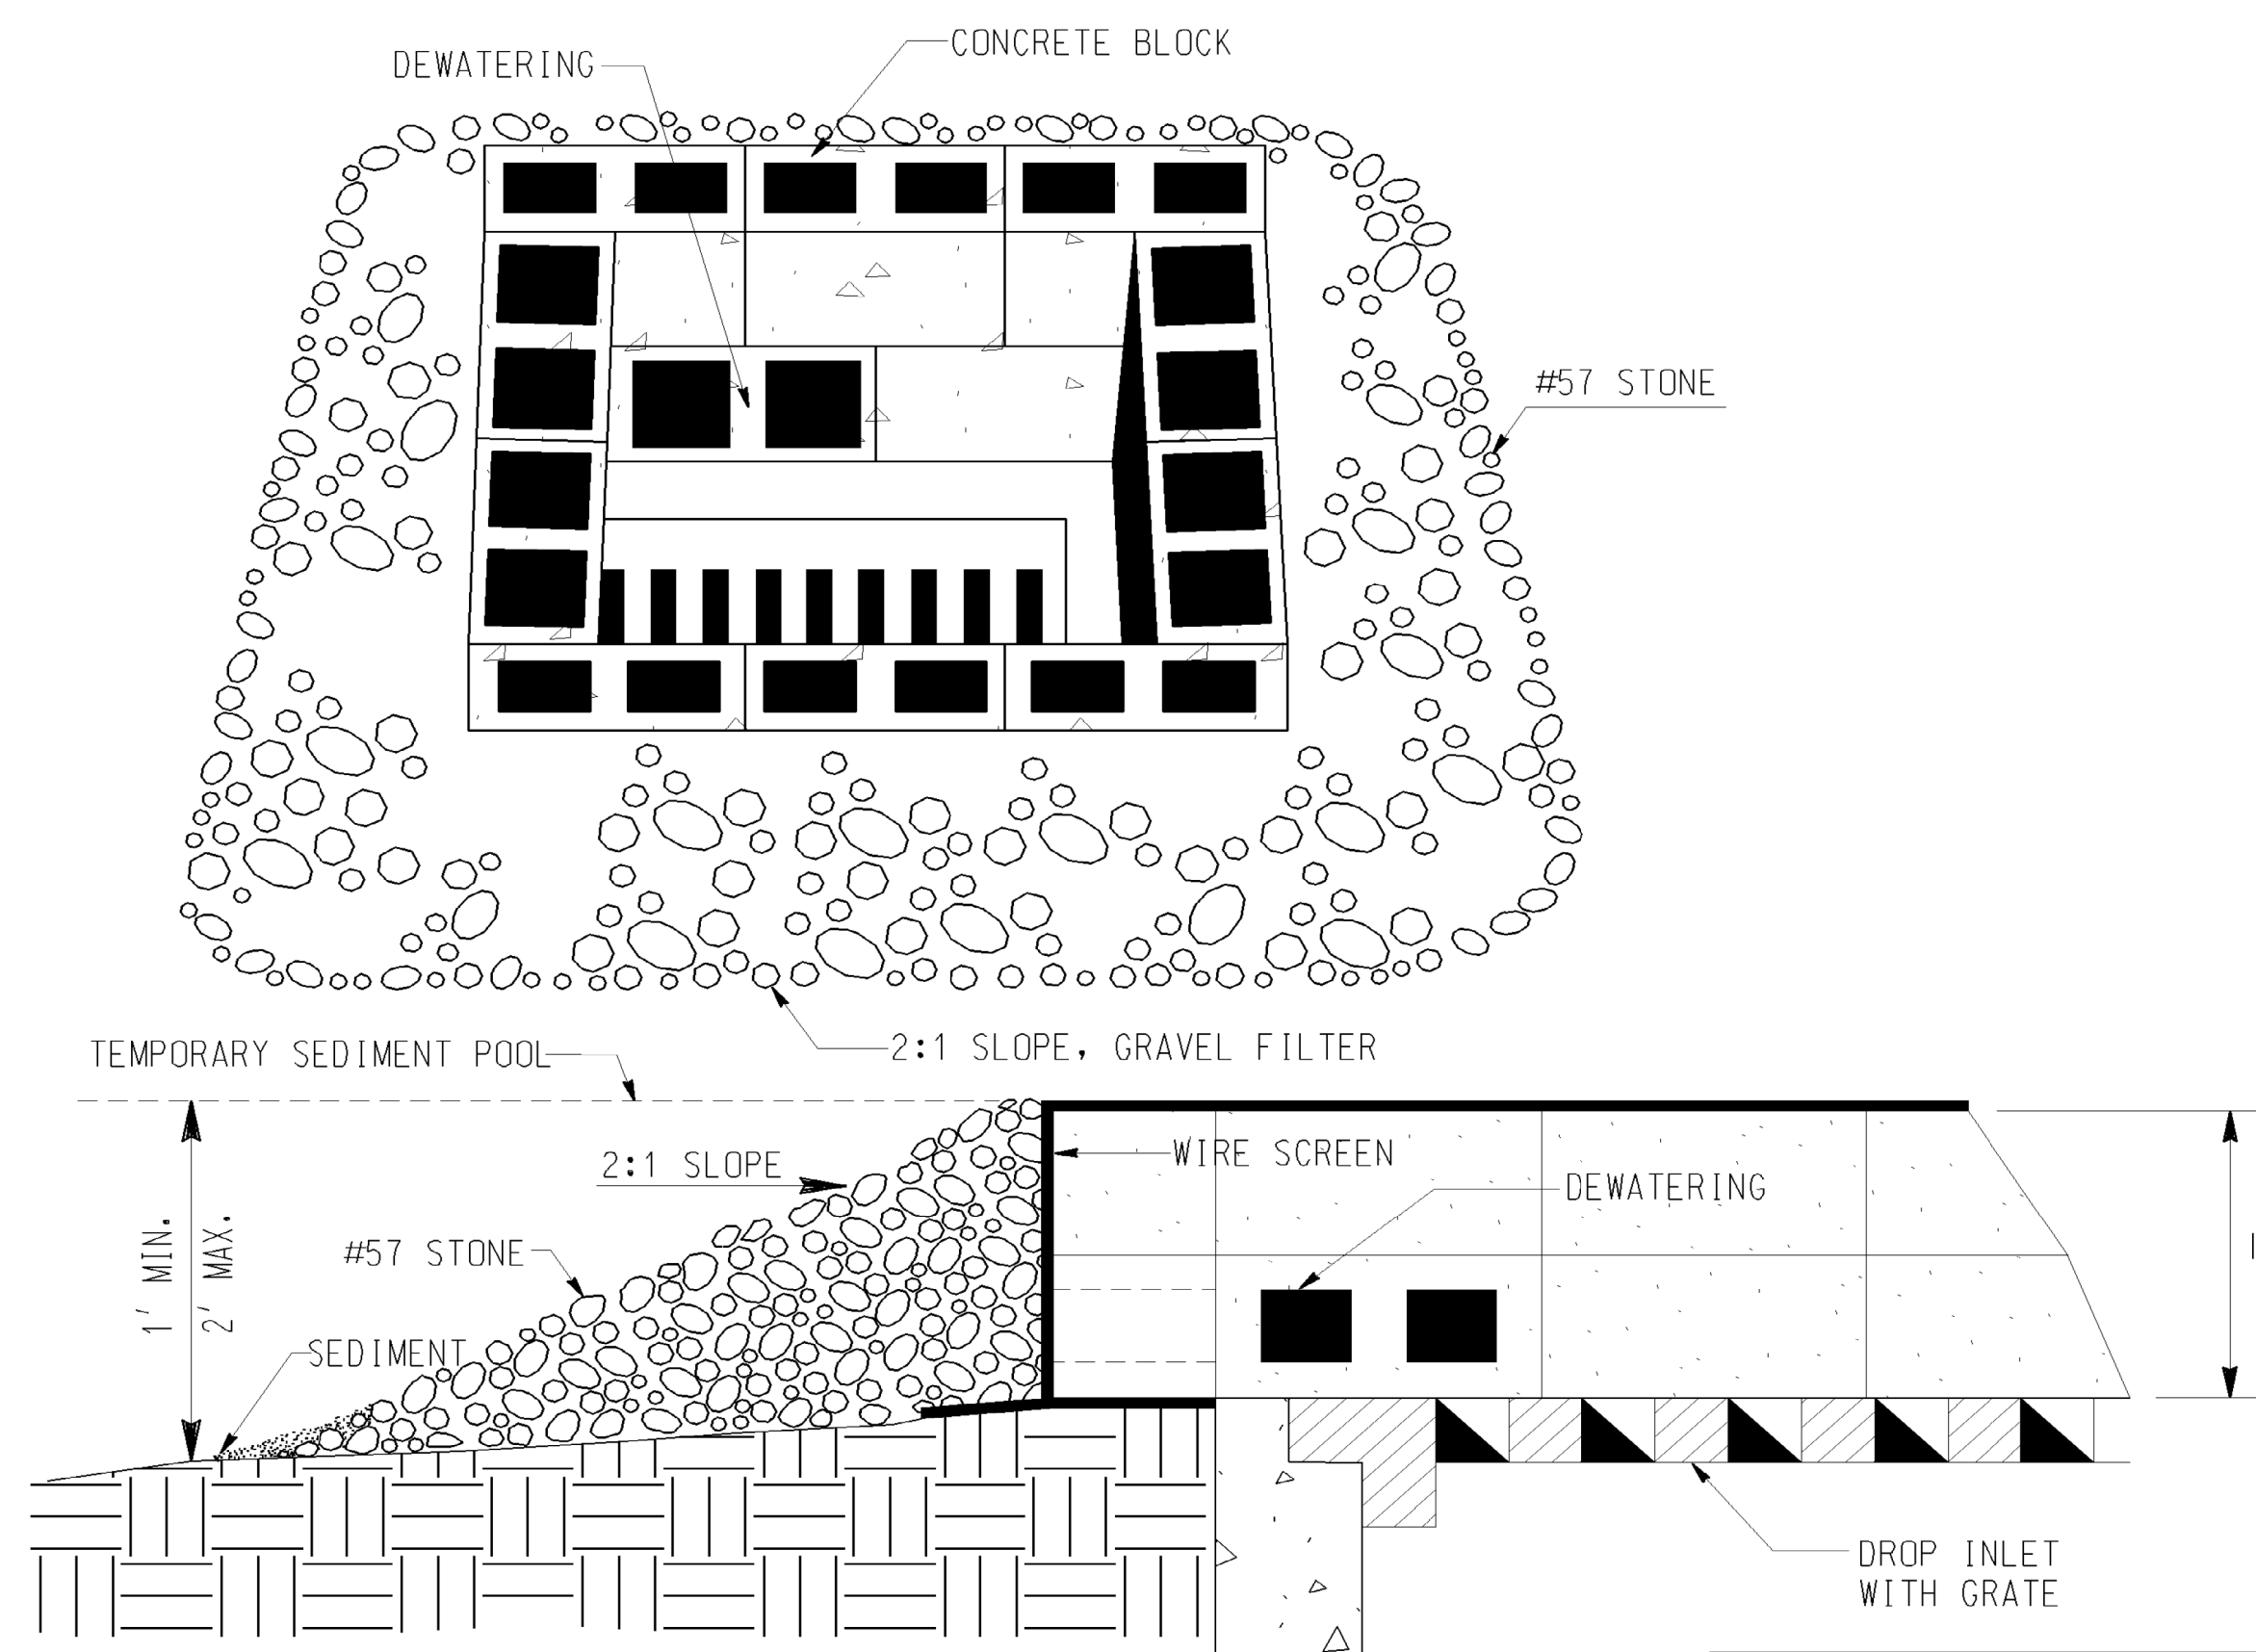 CONCRETE BLOCK
DEWATERING
#57 STONE
2:1 SLOPE, GRAVEL FILTER
TEMPORARY SEDIMENT POOL
WIRE SCREEN
2:1 SLOPE
DEWATERING
1' MIN.
2' MAX.
#57 STONE
SEDIMENT
DROP INLET
WITH GRATE